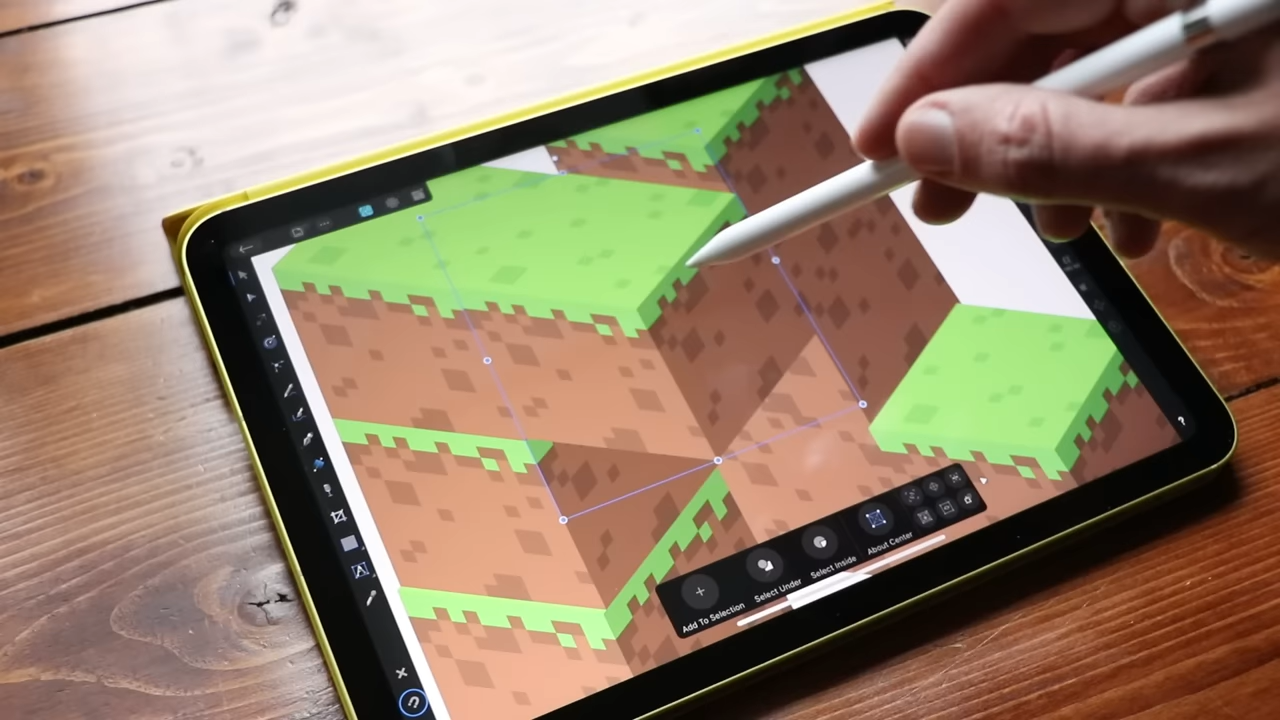 Add To Selection
Select Under
Select Inside
About Center
A
?